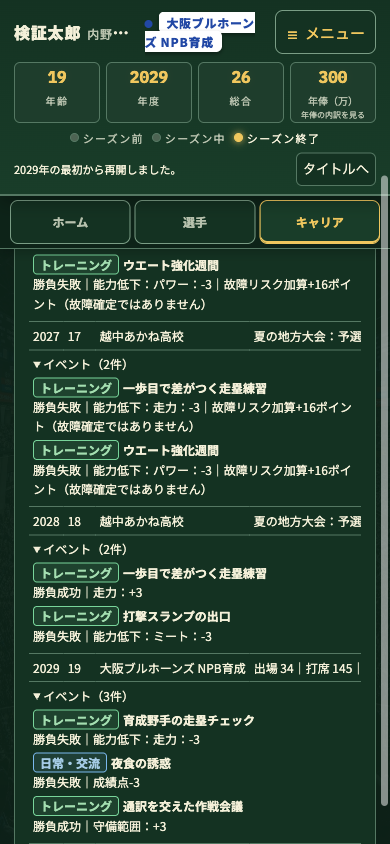 検証太郎 内野… 大阪ブルホーン
ズ NPB育成
≡ メニュー
19 2029 26 300
年齢 年度 総合 年俸（万）
年俸の内訳を見る
シーズン前 シーズン中 シーズン終了
2029年の最初から再開しました。
タイトルへ
ホーム 選手 キャリア
トレーニング ウエート強化週間
勝負失敗｜能力低下：パワー：-3｜故障リスク加算+16ポイ
ント（故障確定ではありません）
2027 17 越中あかね高校 夏の地方大会：予選
▼イベント（2件）
トレーニング 一歩目で差がつく走塁練習
勝負失敗｜能力低下：走力：-3｜故障リスク加算+16ポイン
ト（故障確定ではありません）
トレーニング ウエート強化週間
勝負失敗｜能力低下：パワー：-3｜故障リスク加算+16ポイ
ント（故障確定ではありません）
2028 18 越中あかね高校 夏の地方大会：予選
▼イベント（2件）
トレーニング 一歩目で差がつく走塁練習
勝負成功｜走力：+3
トレーニング 打撃スランプの出口
勝負失敗｜能力低下：ミート：-3
2029 19 大阪ブルホーンズ NPB育成 出場 34｜打席 145｜
▼イベント（3件）
トレーニング 育成野手の走塁チェック
勝負失敗｜能力低下：走力：-3
日常・交流 夜食の誘惑
勝負失敗｜成績点-3
トレーニング 通訳を交えた作戦会議
勝負成功｜守備範囲：+3